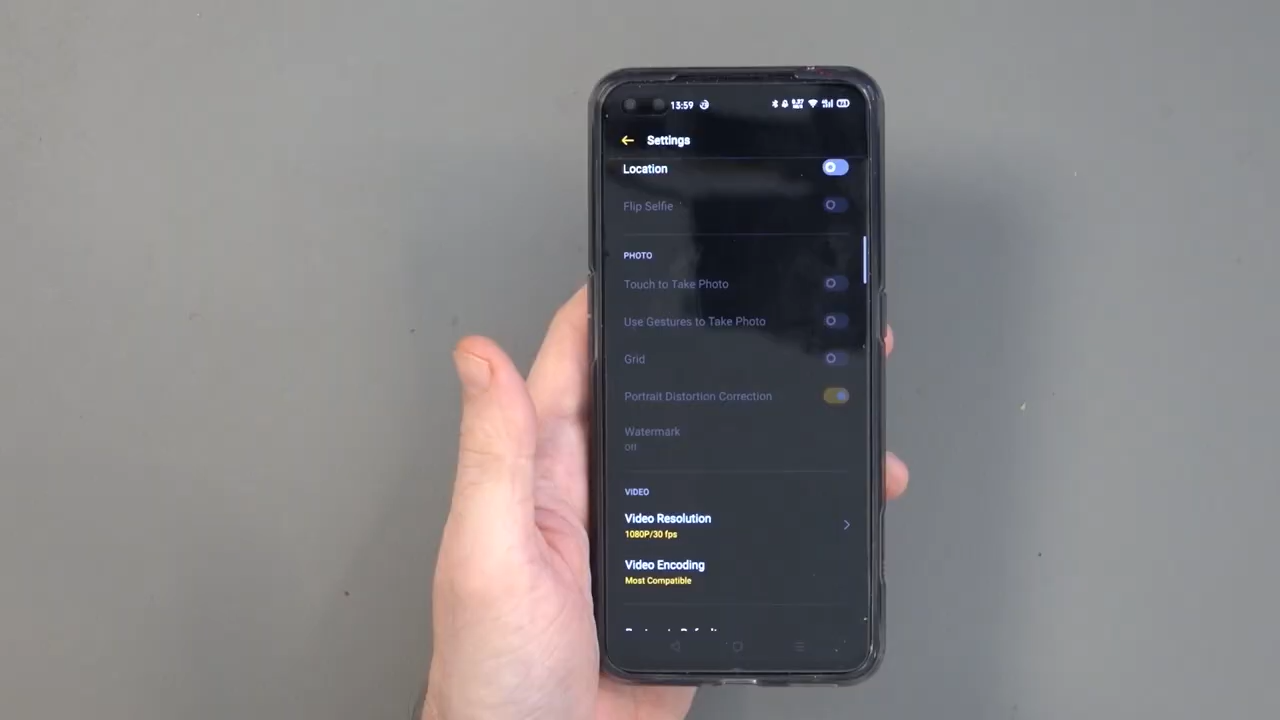 13:59
Settings
Location
Flip Selfie
PHOTO
Touch to Take Photo
Use Gestures to Take Photo
Grid
Portrait Distortion Correction
Watermark
Off
VIDEO
Video Resolution
1080P/30 fps
Video Encoding
Most Compatible